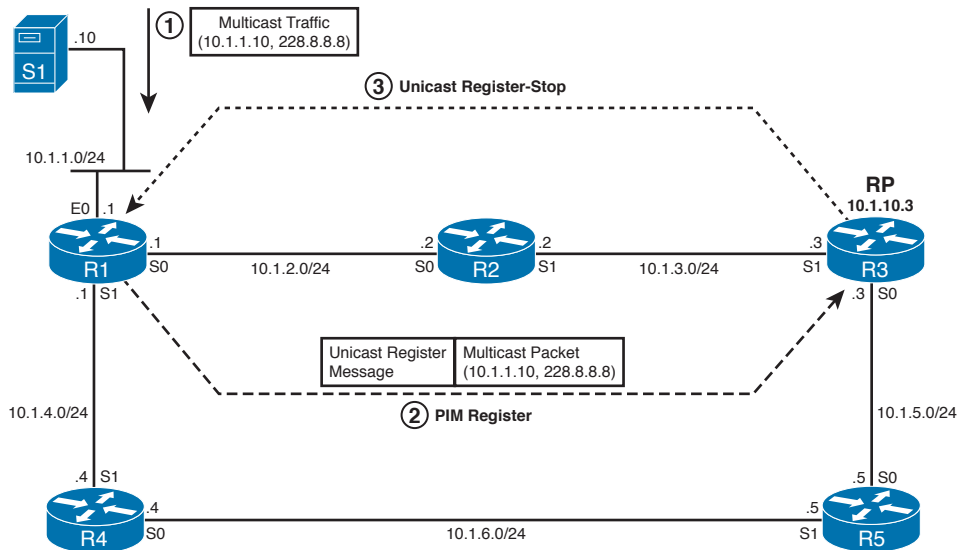 1
Multicast Traffic
(10.1.1.10, 228.8.8.8)
.10
S1
3 Unicast Register-Stop
10.1.1.0/24
RP
10.1.10.3
E0 .1
.1
S0
R1
.1 S1
10.1.2.0/24
.2
S0
R2
.2
S1
10.1.3.0/24
.3
S1
R3
.3 S0
Unicast Register
Message
Multicast Packet
(10.1.1.10, 228.8.8.8)
2 PIM Register
10.1.4.0/24
10.1.5.0/24
.4 S1
R4
.4
S0
10.1.6.0/24
.5 S0
.5
S1
R5